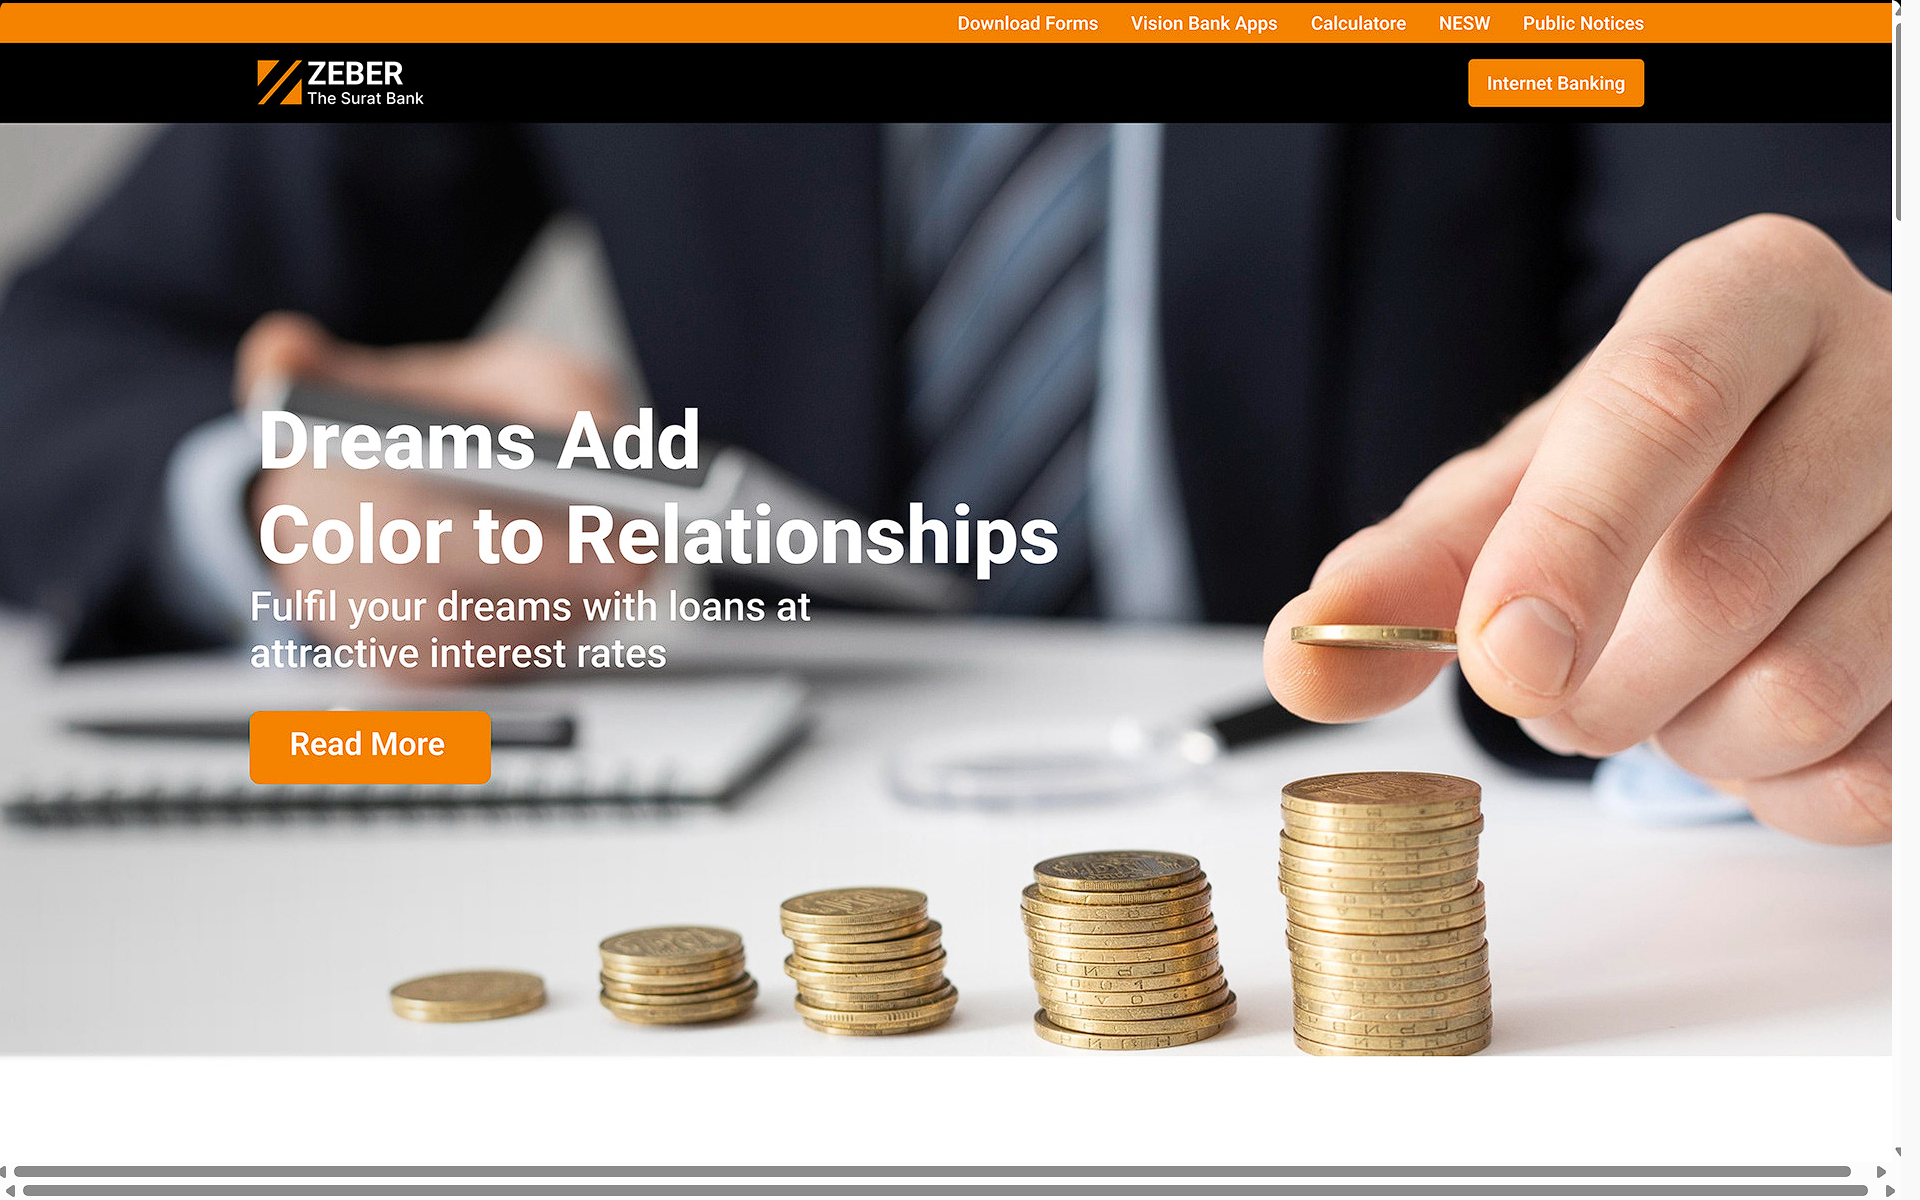 Download Forms Vision Bank Apps Calculatore NESW Public Notices
ZEBER
The Surat Bank
Internet Banking
Dreams Add
Color to Relationships
Fulfil your dreams with loans at
attractive interest rates
Read More